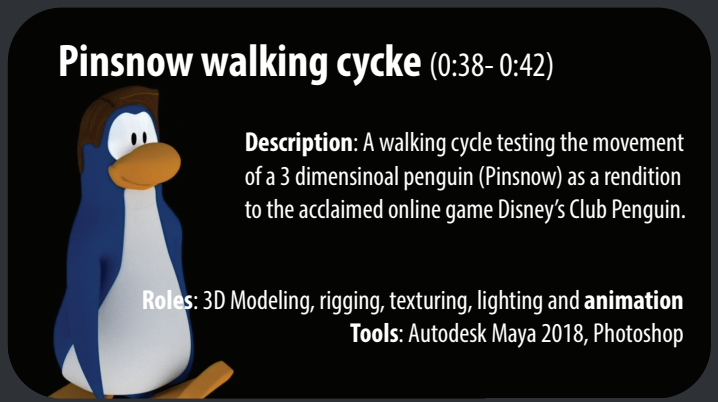 Pinsnow walking cycke (0:38- 0:42)
Description: A walking cycle testing the movement
of a 3 dimensinoal penguin (Pinsnow) as a rendition
to the acclaimed online game Disney's Club Penguin.
Roles: 3D Modeling, rigging, texturing, lighting and animation
Tools: Autodesk Maya 2018, Photoshop